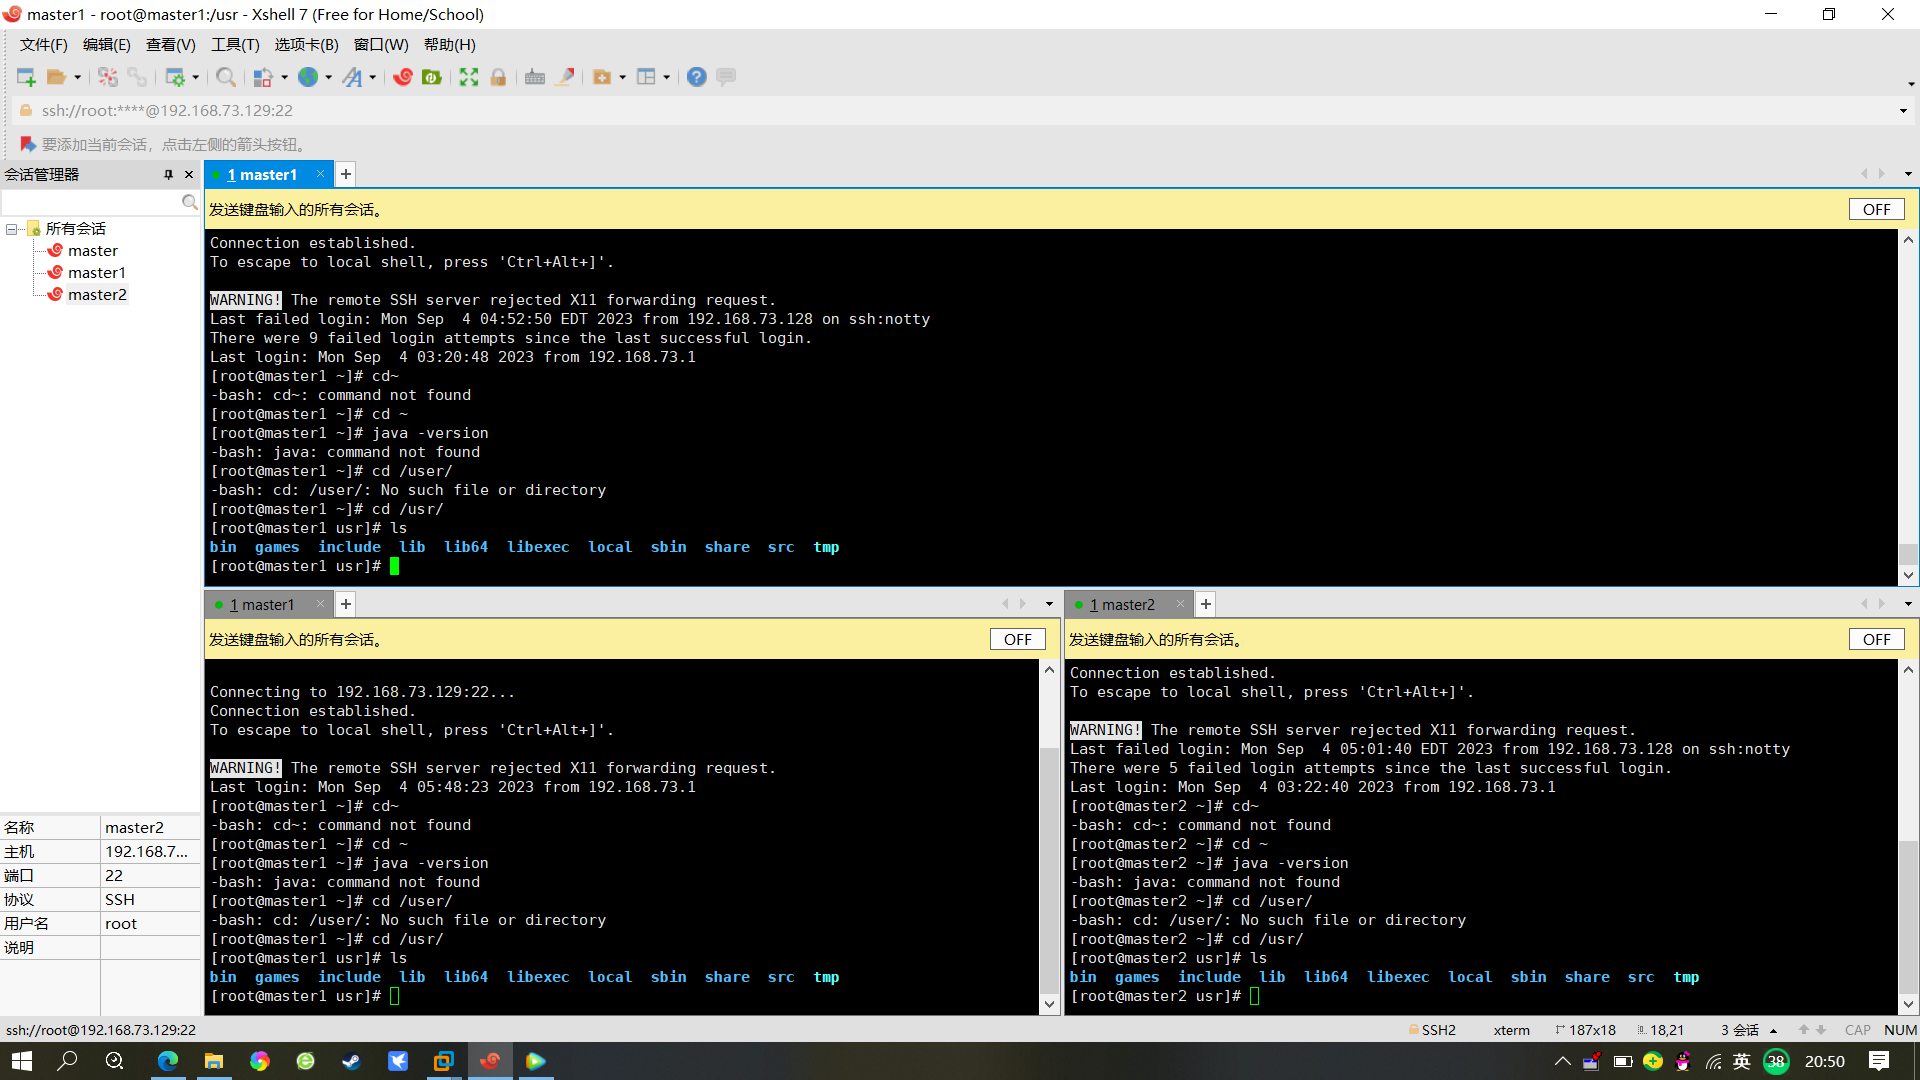 master1 - root@master1:/usr - Xshell 7 (Free for Home/School)
文件(F) 编辑(E) 查看(V) 工具(T) 选项卡(B) 窗口(W) 帮助(H)
ssh://root:****@192.168.73.129:22
要添加当前会话，点击左侧的箭头按钮。
会话管理器
所有会话
master
master1
master2
名称 master2
主机 192.168.7...
端口 22
协议 SSH
用户名 root
说明
1 master1
发送键盘输入的所有会话。 OFF
Connection established.
To escape to local shell, press 'Ctrl+Alt+]'.
WARNING! The remote SSH server rejected X11 forwarding request.
Last failed login: Mon Sep  4 04:52:50 EDT 2023 from 192.168.73.128 on ssh:notty
There were 9 failed login attempts since the last successful login.
Last login: Mon Sep  4 03:20:48 2023 from 192.168.73.1
[root@master1 ~]# cd~
-bash: cd~: command not found
[root@master1 ~]# cd ~
[root@master1 ~]# java -version
-bash: java: command not found
[root@master1 ~]# cd /user/
-bash: cd: /user/: No such file or directory
[root@master1 ~]# cd /usr/
[root@master1 usr]# ls
bin  games  include  lib  lib64  libexec  local  sbin  share  src  tmp
[root@master1 usr]#
1 master1
发送键盘输入的所有会话。 OFF
Connecting to 192.168.73.129:22...
Connection established.
To escape to local shell, press 'Ctrl+Alt+]'.
WARNING! The remote SSH server rejected X11 forwarding request.
Last login: Mon Sep  4 05:48:23 2023 from 192.168.73.1
[root@master1 ~]# cd~
-bash: cd~: command not found
[root@master1 ~]# cd ~
[root@master1 ~]# java -version
-bash: java: command not found
[root@master1 ~]# cd /user/
-bash: cd: /user/: No such file or directory
[root@master1 ~]# cd /usr/
[root@master1 usr]# ls
bin  games  include  lib  lib64  libexec  local  sbin  share  src  tmp
[root@master1 usr]#
1 master2
发送键盘输入的所有会话。 OFF
Connection established.
To escape to local shell, press 'Ctrl+Alt+]'.
WARNING! The remote SSH server rejected X11 forwarding request.
Last failed login: Mon Sep  4 05:01:40 EDT 2023 from 192.168.73.128 on ssh:notty
There were 5 failed login attempts since the last successful login.
Last login: Mon Sep  4 03:22:40 2023 from 192.168.73.1
[root@master2 ~]# cd~
-bash: cd~: command not found
[root@master2 ~]# cd ~
[root@master2 ~]# java -version
-bash: java: command not found
[root@master2 ~]# cd /user/
-bash: cd: /user/: No such file or directory
[root@master2 ~]# cd /usr/
[root@master2 usr]# ls
bin  games  include  lib  lib64  libexec  local  sbin  share  src  tmp
[root@master2 usr]#
ssh://root@192.168.73.129:22 SSH2 xterm 187x18 18,21 3 会话 CAP NUM
英 38 20:50